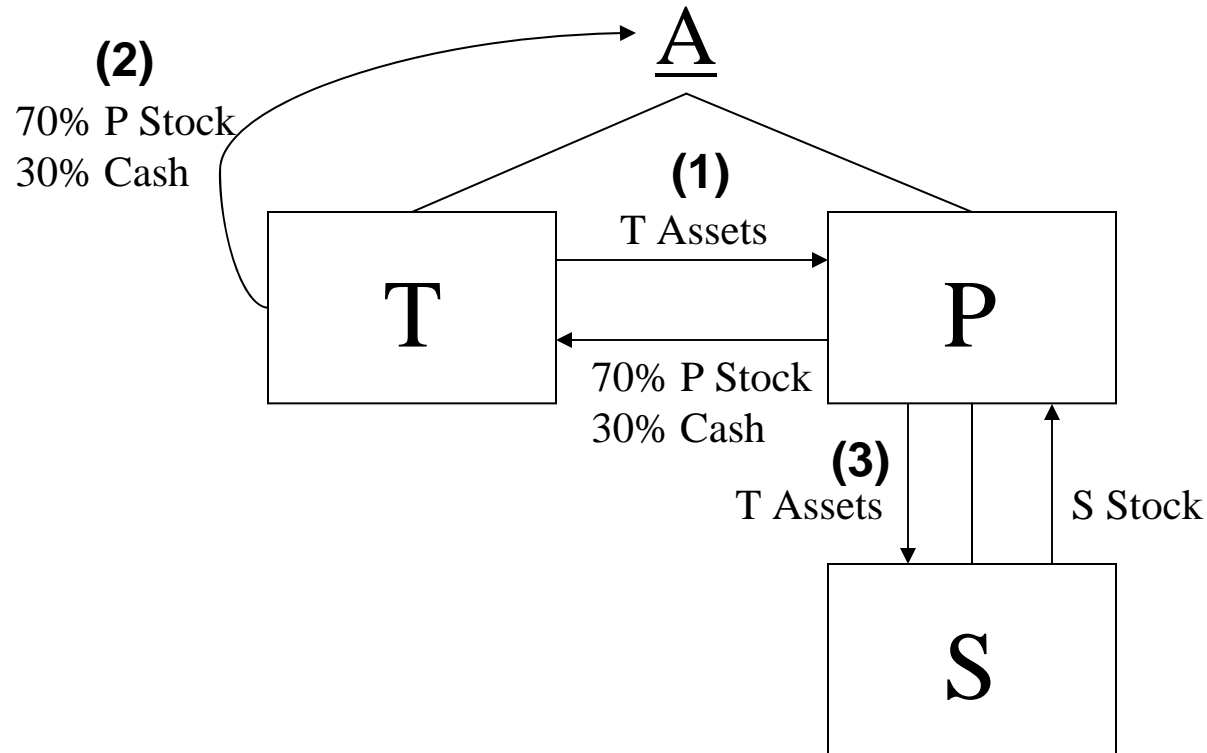 A
(2)
70% P Stock
30% Cash
(1)
T Assets
T
P
70% P Stock
30% Cash
(3)
T Assets
S Stock
S